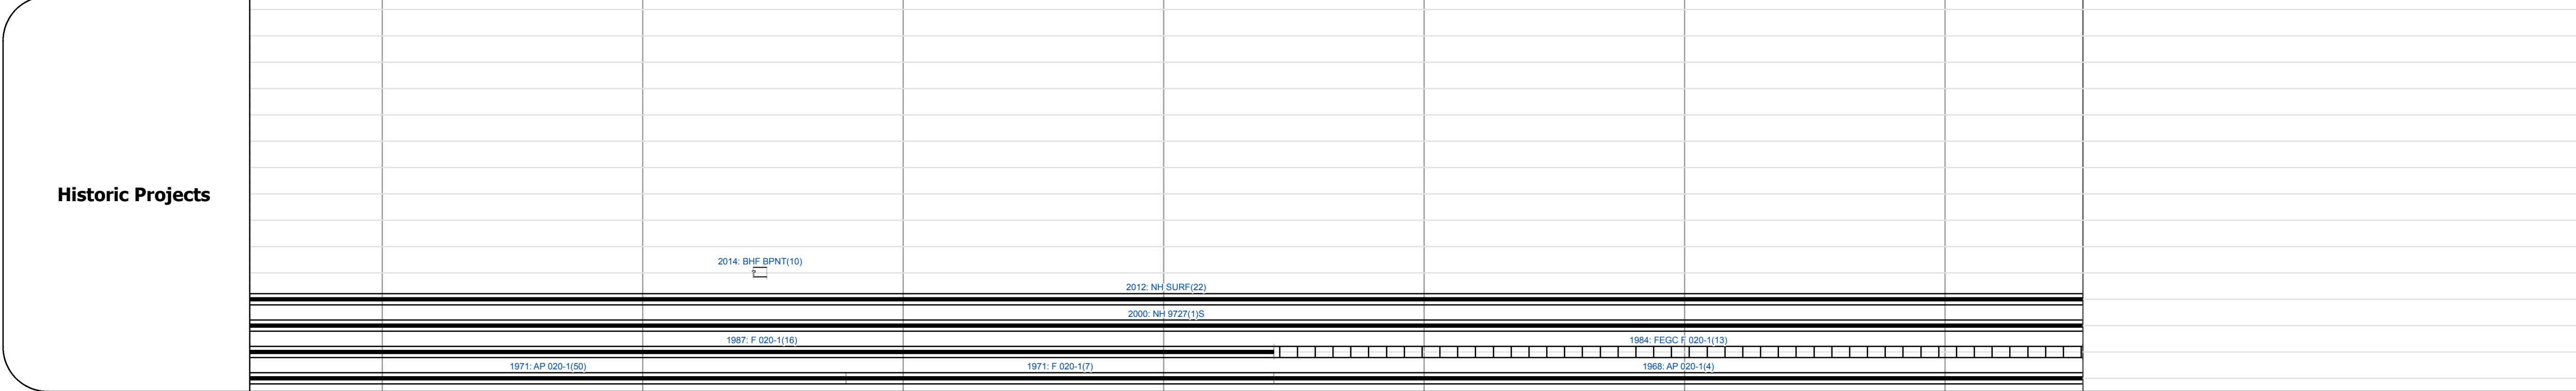 Historic Projects
2014: BHF BPNT(10)
2012: NH SURF(22)
2000: NH 9727(1)S
1987: F 020-1(16)
1984: FEGC F 020-1(13)
1971: AP 020-1(50)
1971: F 020-1(7)
1968: AP 020-1(4)